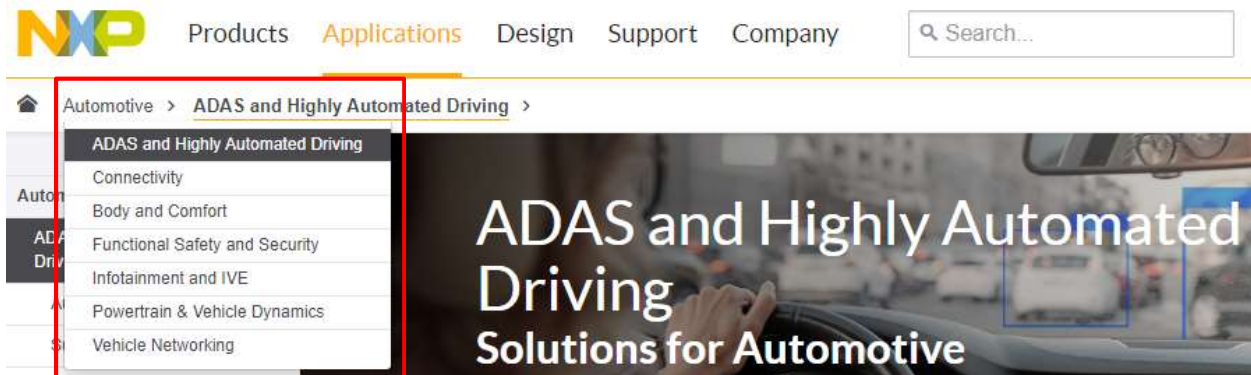 NXP
Products Applications Design Support Company Search...
Automotive > ADAS and Highly Automated Driving >
ADAS and Highly Automated Driving
Connectivity
Body and Comfort
Functional Safety and Security
Infotainment and IVE
Powertrain & Vehicle Dynamics
Vehicle Networking
ADAS and Highly Automated
Driving
Solutions for Automotive